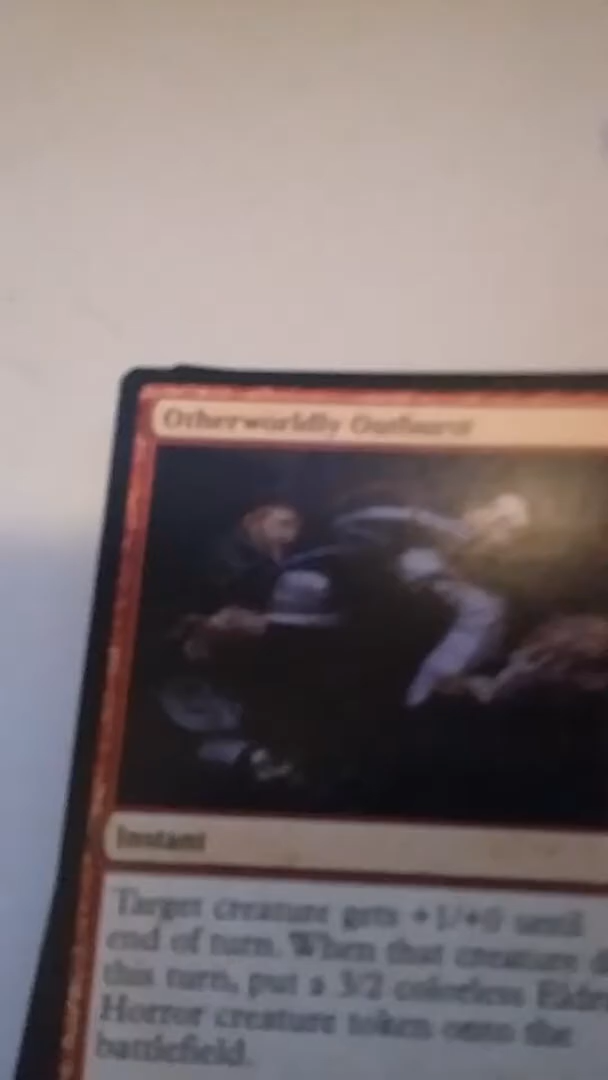 Otherworldly Outburst
Instant
Target creature gets +1/+0 until
end of turn. When that creature d
this turn, put a 3/2 colorless Eldr
Horror creature token onto the
battlefield.